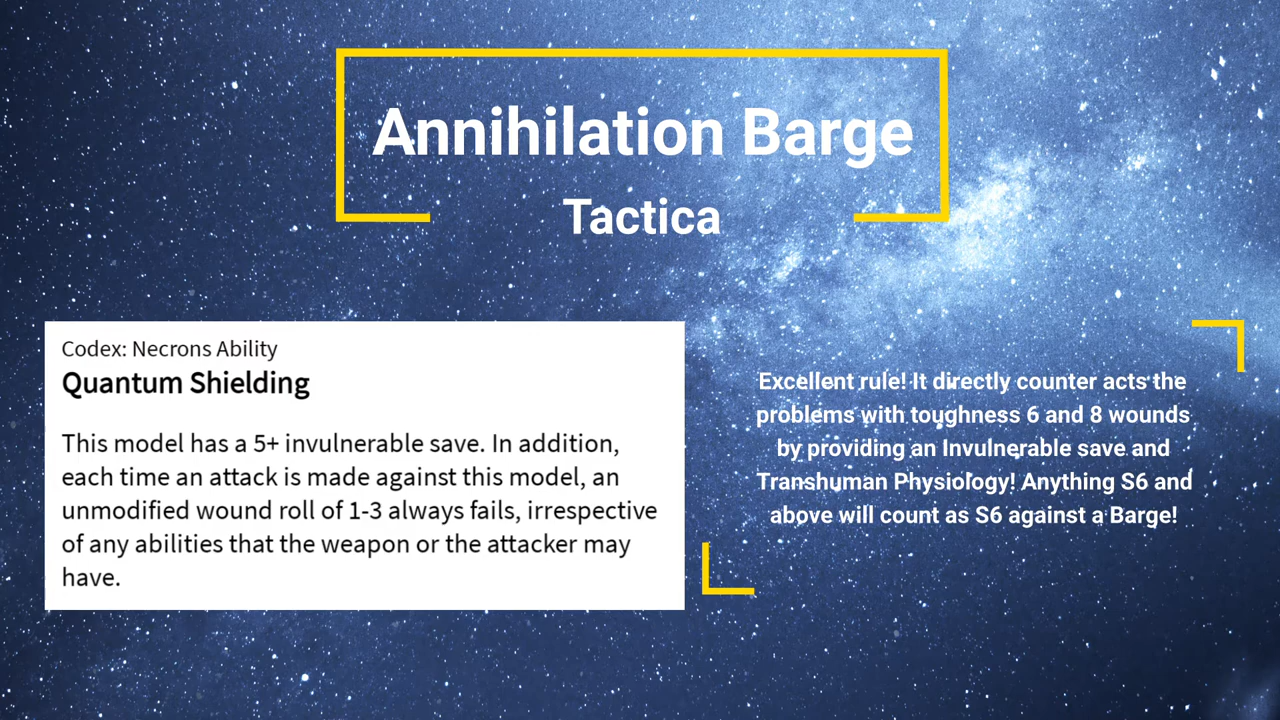 Annihilation Barge
Tactica
Codex: Necrons Ability
Quantum Shielding
This model has a 5+ invulnerable save. In addition,
each time an attack is made against this model, an
unmodified wound roll of 1-3 always fails, irrespective
of any abilities that the weapon or the attacker may
have.
Excellent rule! It directly counter acts the
problems with toughness 6 and 8 wounds
by providing an Invulnerable save and
Transhuman Physiology! Anything S6 and
above will count as S6 against a Barge!